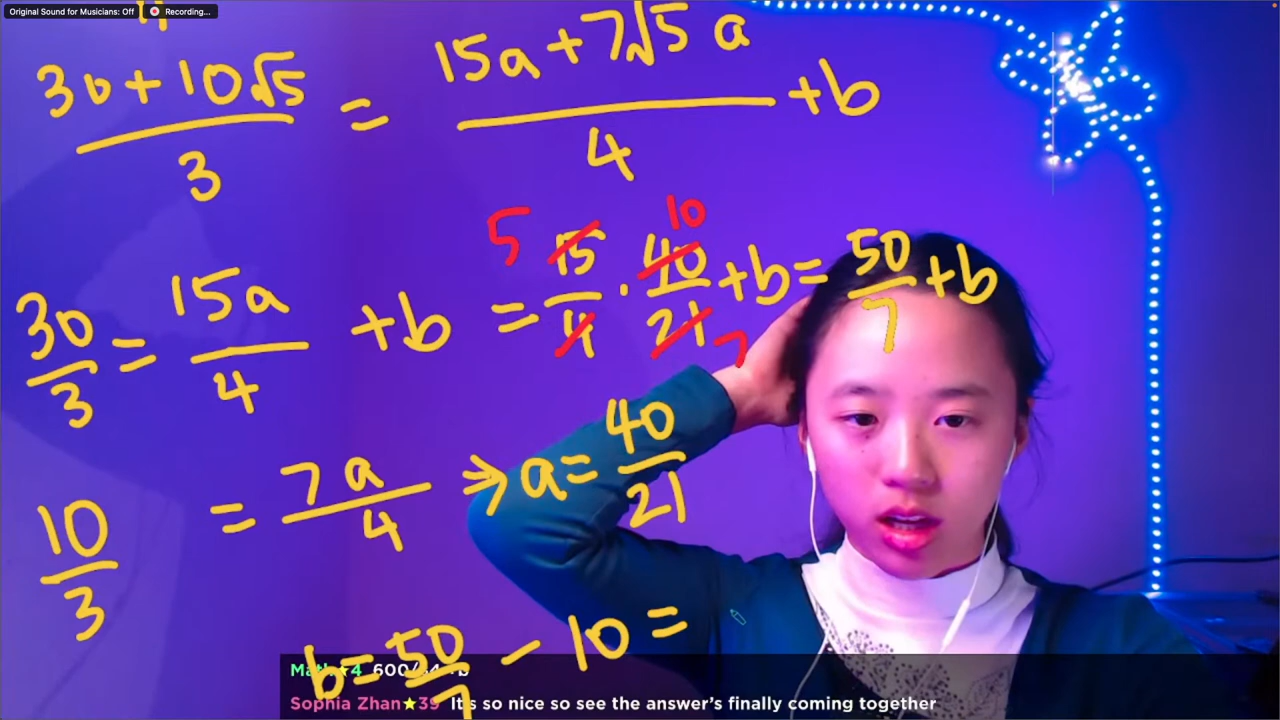 Original Sound for Musicians: Off Recording...
30 + 10√5 / 3 = 15a + 7√5 a / 4 + b
30/3 = 15a/4 + b = 15/4 · 40/21 + b = 50/7 + b
5 10 7
10/3 = 7a/4 ⇒ a = 40/21
b = 50/7 - 10 =
Sophia Zhan★39 It's so nice so see the answer's finally coming together